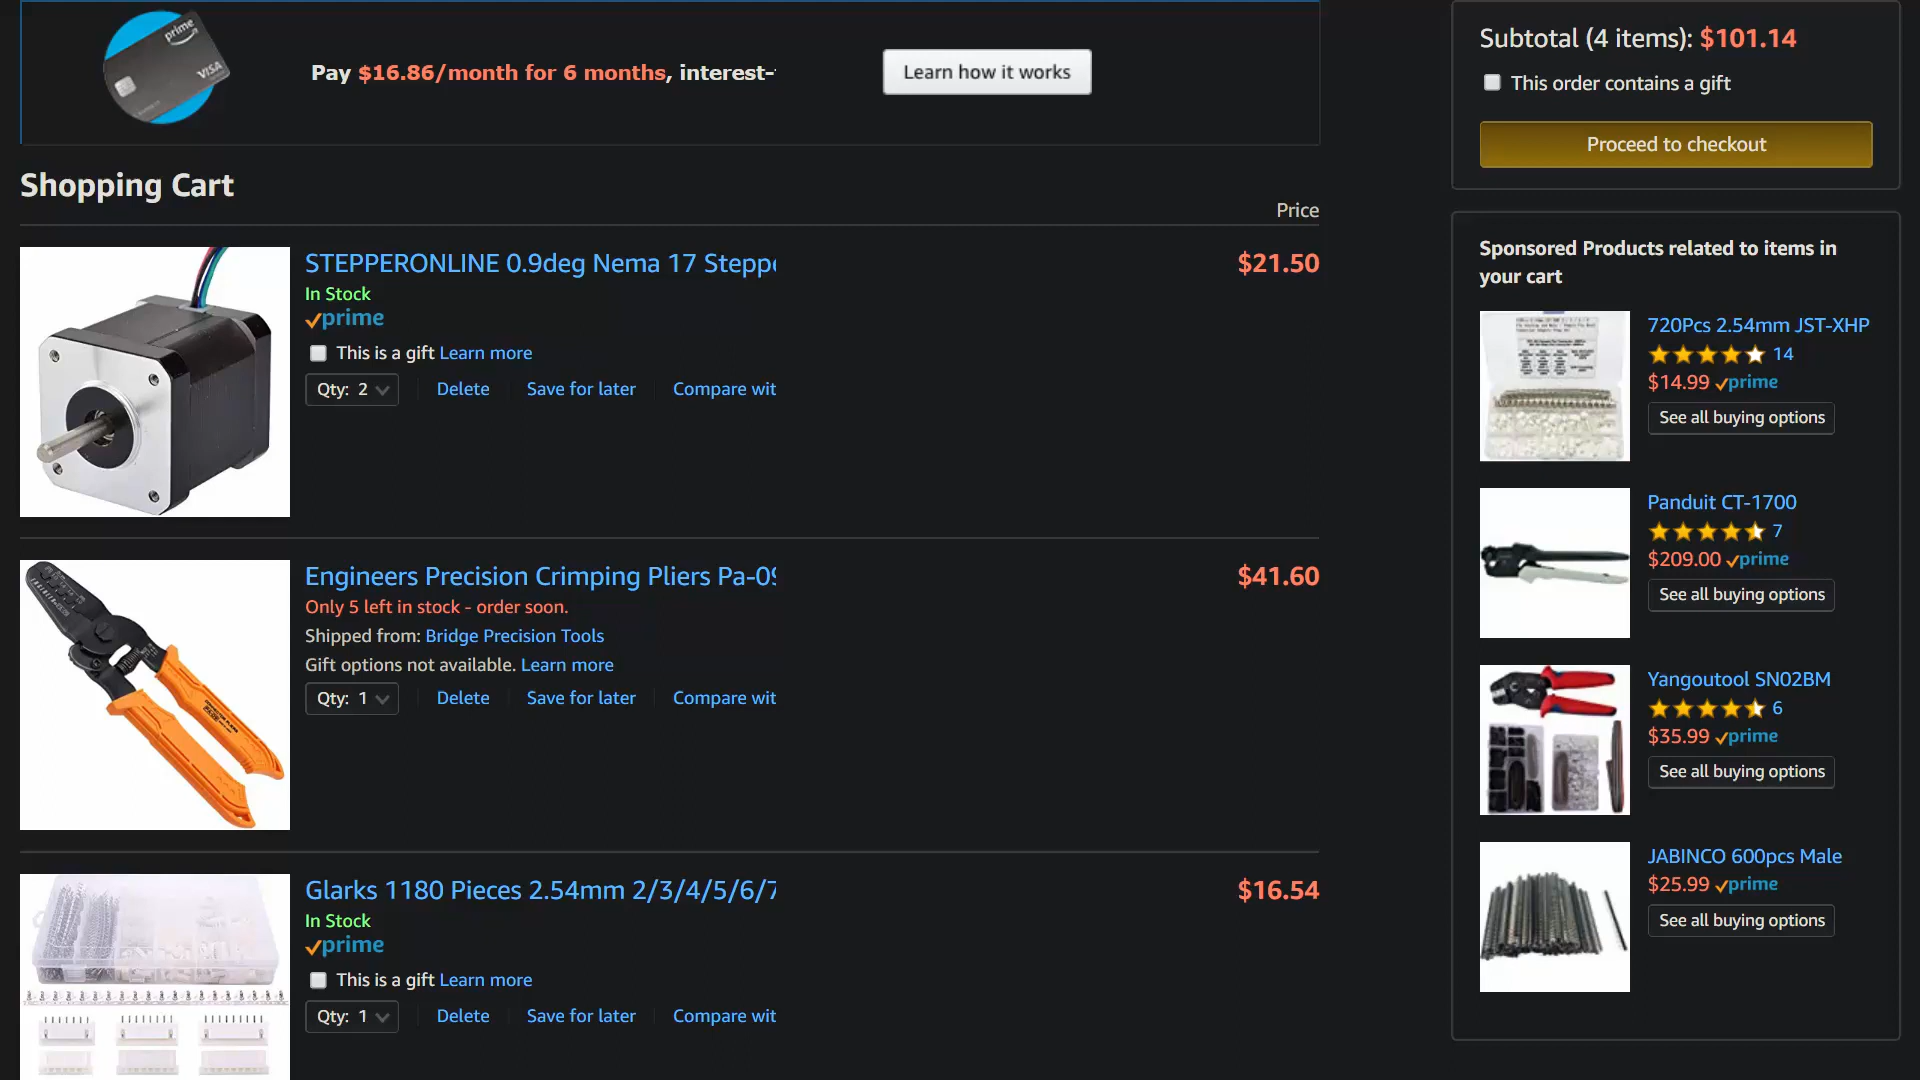 prime
VISA
Pay $16.86/month for 6 months, interest-
Learn how it works
Shopping Cart
Price
STEPPERONLINE 0.9deg Nema 17 Steppe
$21.50
In Stock
prime
This is a gift Learn more
Qty: 2
Delete
Save for later
Compare wit
Engineers Precision Crimping Pliers Pa-09
$41.60
Only 5 left in stock - order soon.
Shipped from: Bridge Precision Tools
Gift options not available. Learn more
Qty: 1
Delete
Save for later
Compare wit
Glarks 1180 Pieces 2.54mm 2/3/4/5/6/7
$16.54
In Stock
prime
This is a gift Learn more
Qty: 1
Delete
Save for later
Compare wit
Subtotal (4 items): $101.14
This order contains a gift
Proceed to checkout
Sponsored Products related to items in
your cart
720Pcs 2.54mm JST-XHP
14
$14.99 prime
See all buying options
Panduit CT-1700
7
$209.00 prime
See all buying options
Yangoutool SN02BM
6
$35.99 prime
See all buying options
JABINCO 600pcs Male
$25.99 prime
See all buying options